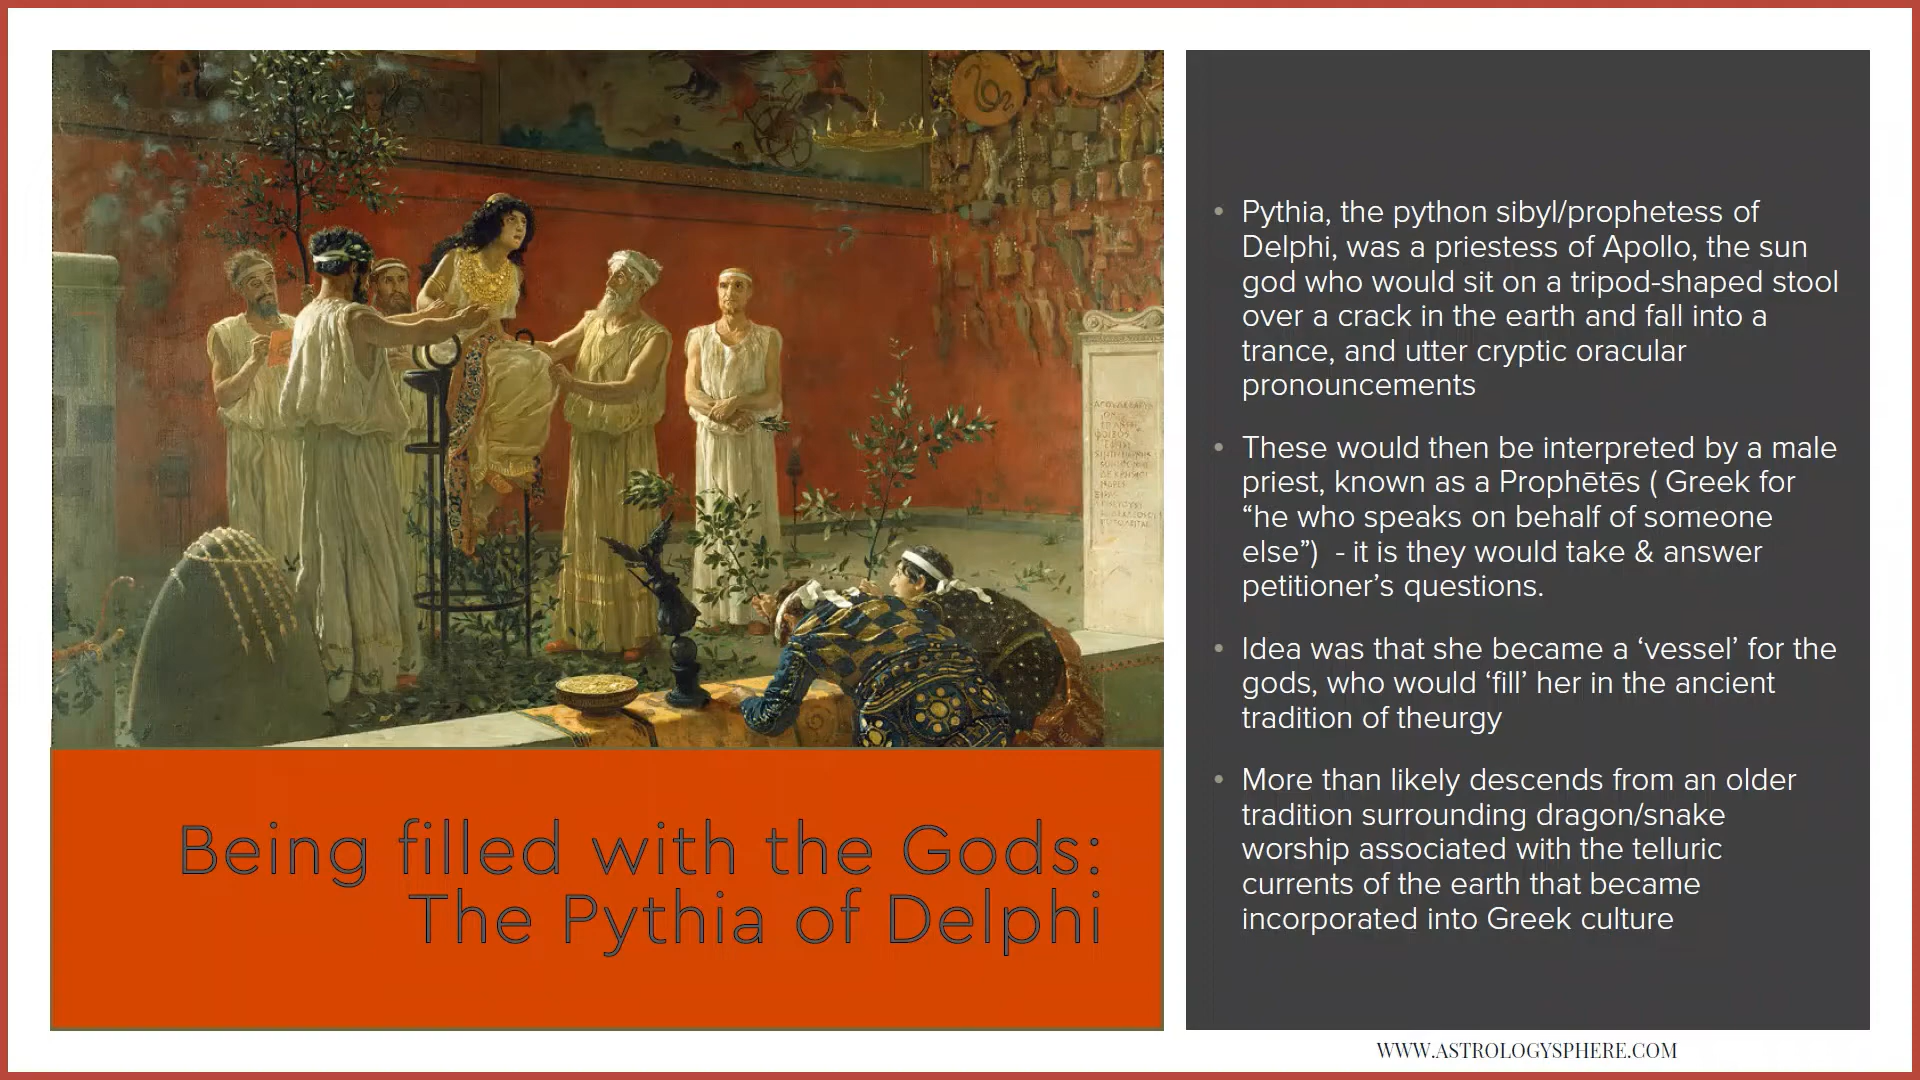 Being filled with the Gods:
The Pythia of Delphi
• Pythia, the python sibyl/prophetess of
Delphi, was a priestess of Apollo, the sun
god who would sit on a tripod-shaped stool
over a crack in the earth and fall into a
trance, and utter cryptic oracular
pronouncements
• These would then be interpreted by a male
priest, known as a Prophētēs ( Greek for
“he who speaks on behalf of someone
else”)  - it is they would take & answer
petitioner’s questions.
• Idea was that she became a ‘vessel’ for the
gods, who would ‘fill’ her in the ancient
tradition of theurgy
• More than likely descends from an older
tradition surrounding dragon/snake
worship associated with the telluric
currents of the earth that became
incorporated into Greek culture
WWW.ASTROLOGYSPHERE.COM